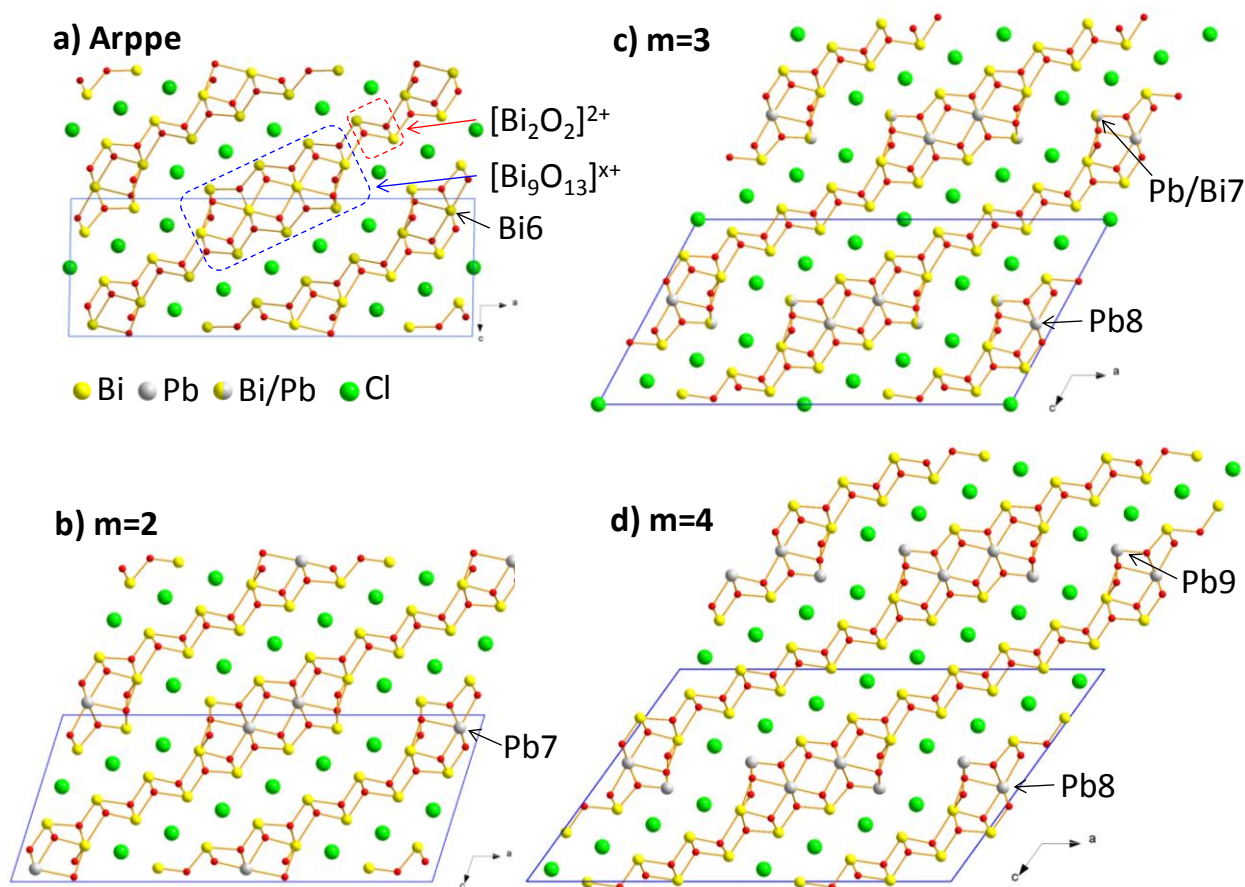 a) Arppe
[Bi₂O₂]²⁺
[Bi₉O₁₃]ˣ⁺
Bi6
a
c
Bi Pb Bi/Pb Cl
b) m=2
Pb7
a
c
c) m=3
Pb/Bi7
Pb8
a
c
d) m=4
Pb9
Pb8
a
c